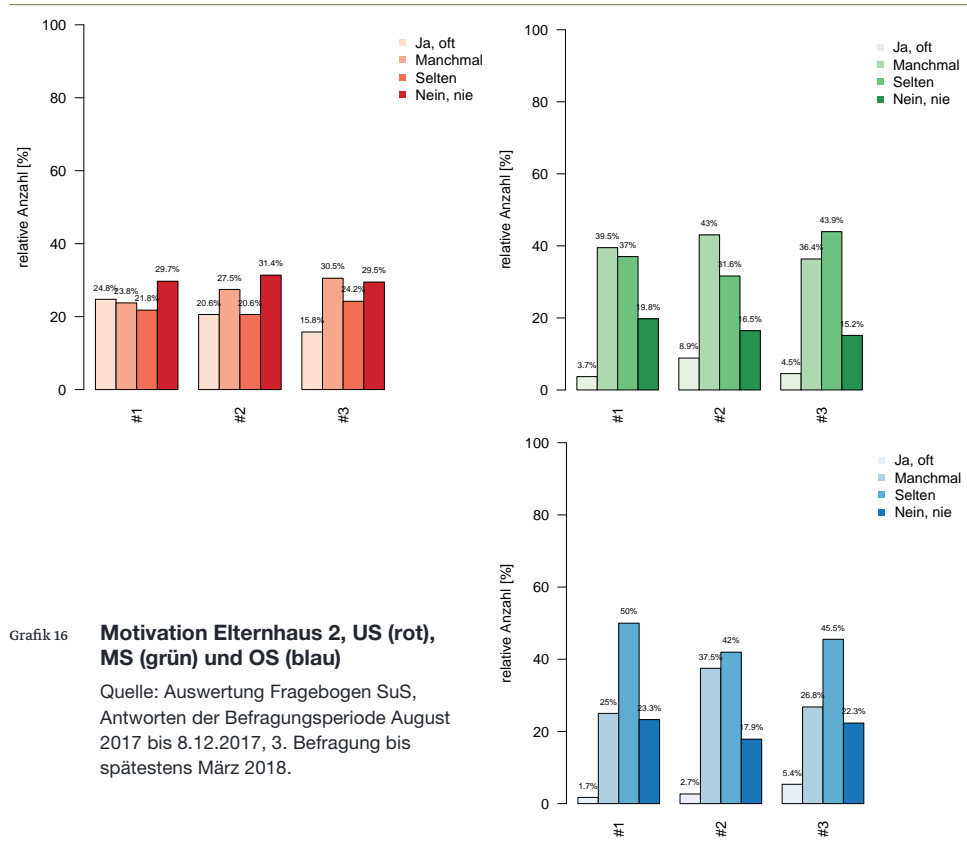 100
80
60
40
20
0
relative Anzahl [%]
Ja, oft
Manchmal
Selten
Nein, nie
24.8%
23.8%
21.8%
29.7%
20.6%
27.5%
20.6%
31.4%
15.8%
30.5%
24.2%
29.5%
#1
#2
#3
100
80
60
40
20
0
relative Anzahl [%]
Ja, oft
Manchmal
Selten
Nein, nie
3.7%
39.5%
37%
19.8%
8.9%
43%
31.6%
16.5%
4.5%
36.4%
43.9%
15.2%
#1
#2
#3
100
80
60
40
20
0
relative Anzahl [%]
Ja, oft
Manchmal
Selten
Nein, nie
1.7%
25%
50%
23.3%
2.7%
37.5%
42%
17.9%
5.4%
26.8%
45.5%
22.3%
#1
#2
#3
Grafik 16
Motivation Elternhaus 2, US (rot),
MS (grün) und OS (blau)
Quelle: Auswertung Fragebogen SuS,
Antworten der Befragungsperiode August
2017 bis 8.12.2017, 3. Befragung bis
spätestens März 2018.